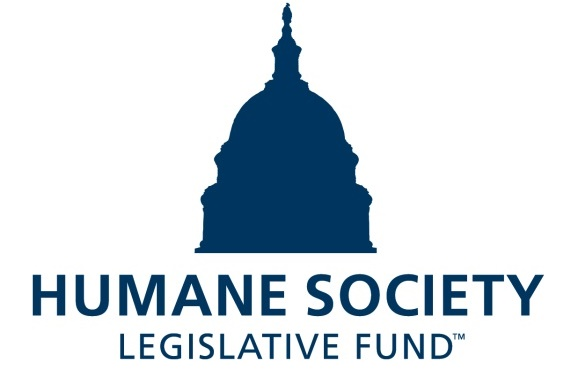 HUMANE SOCIETY
LEGISLATIVE FUND™